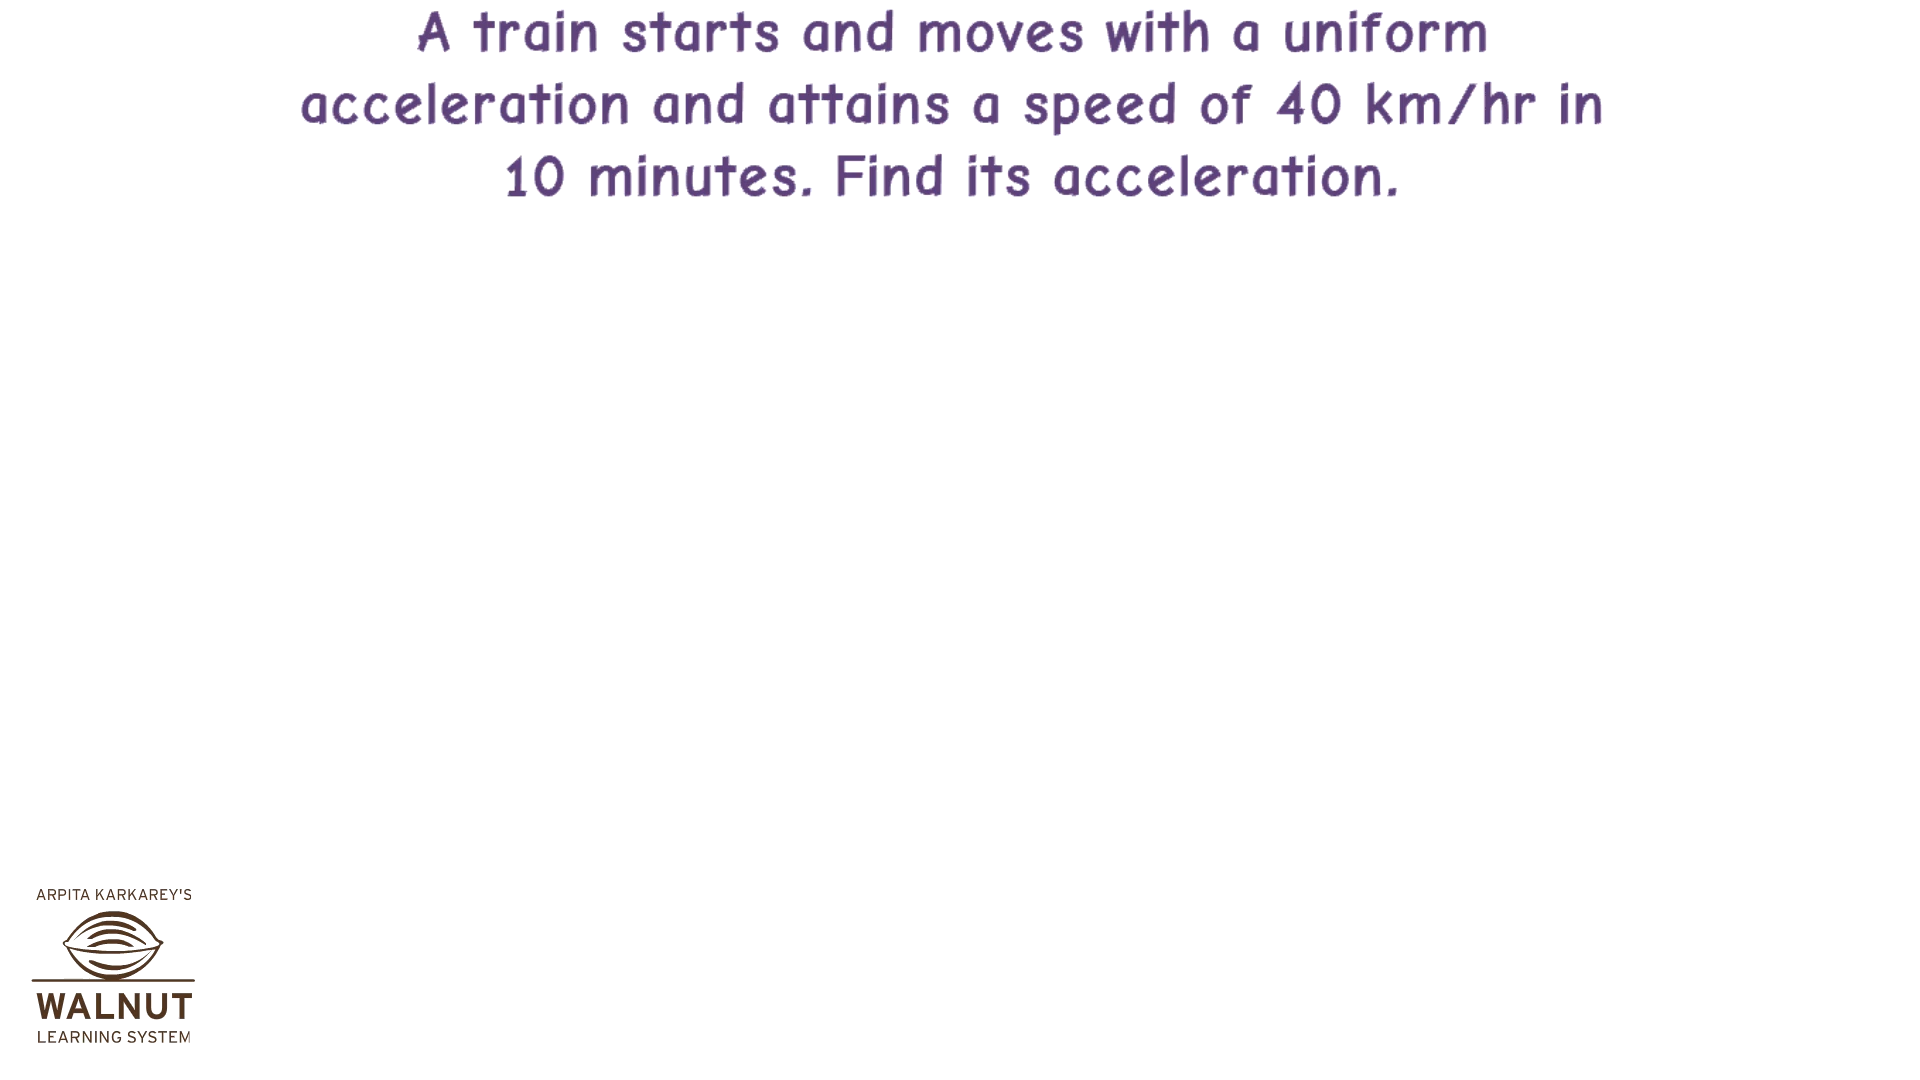 A train starts and moves with a uniform
acceleration and attains a speed of 40 km/hr in
10 minutes. Find its acceleration.
ARPITA KARKAREY'S
WALNUT
LEARNING SYSTEM